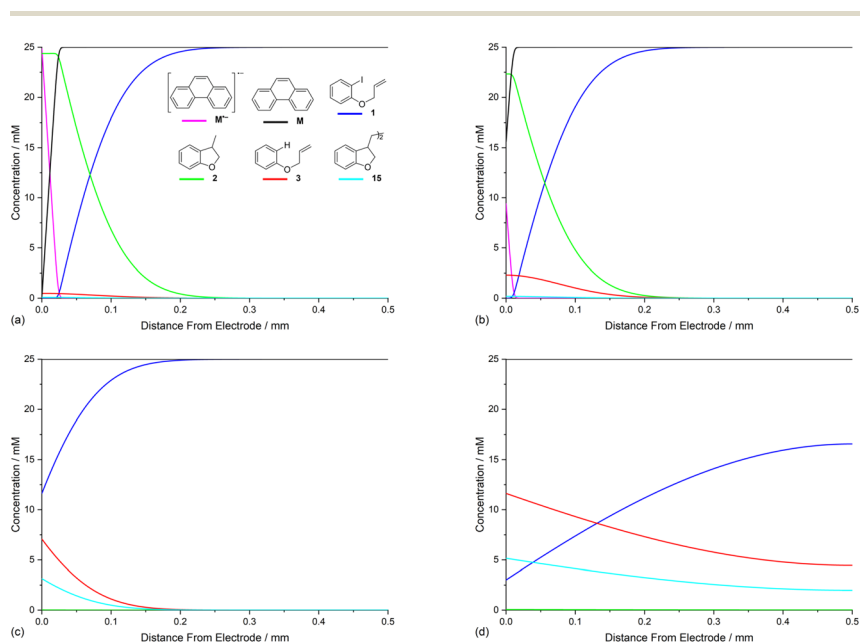 25
20
15
10
5
0
Concentration / mM
0.0 0.1 0.2 0.3 0.4 0.5
Distance From Electrode / mm
(a)
•−
M•− M 1
I
O
H
O O O
2
2 3 15
25
20
15
10
5
0
Concentration / mM
0.0 0.1 0.2 0.3 0.4 0.5
Distance From Electrode / mm
(b)
25
20
15
10
5
0
Concentration / mM
0.0 0.1 0.2 0.3 0.4 0.5
Distance From Electrode / mm
(c)
25
20
15
10
5
0
Concentration / mM
0.0 0.1 0.2 0.3 0.4 0.5
Distance From Electrode / mm
(d)